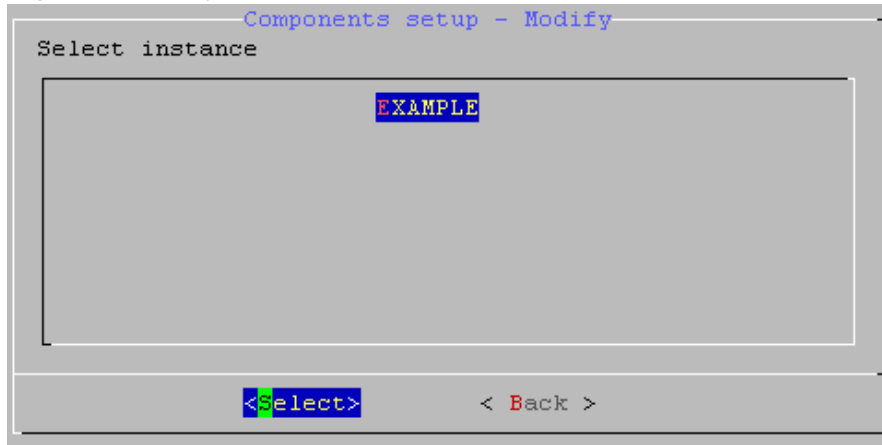 Components setup - Modify
Select instance
EXAMPLE
<Select> < Back >